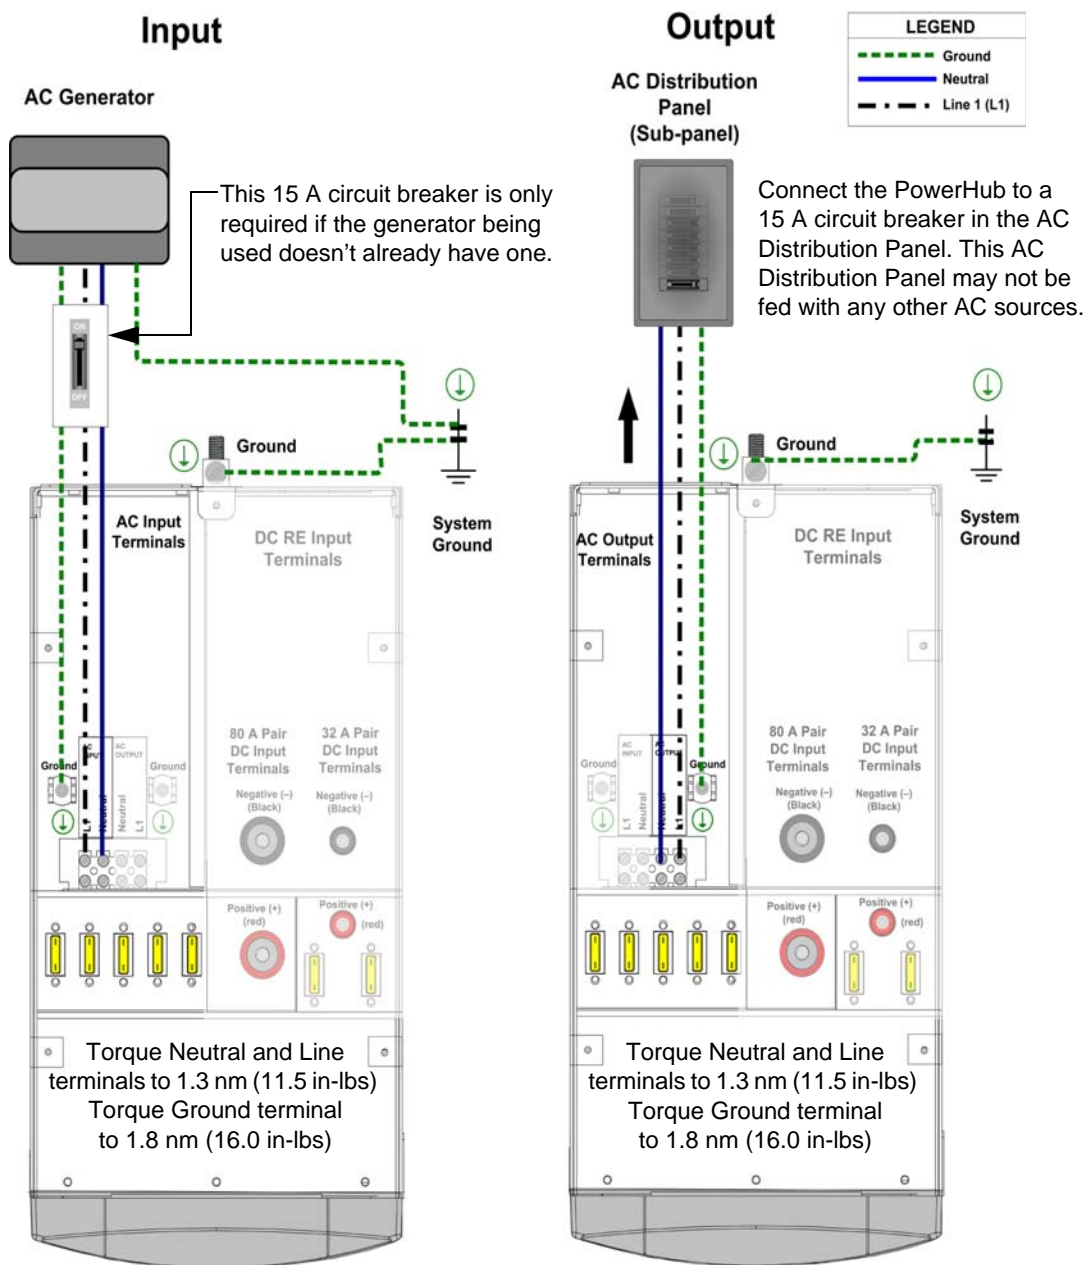 Input
Output
LEGEND
Ground
Neutral
Line 1 (L1)
AC Generator
AC Distribution
Panel
(Sub-panel)
This 15 A circuit breaker is only
required if the generator being
used doesn't already have one.
Connect the PowerHub to a
15 A circuit breaker in the AC
Distribution Panel. This AC
Distribution Panel may not be
fed with any other AC sources.
ON
OFF
Ground
System
Ground
AC Input
Terminals
DC RE Input
Terminals
80 A Pair
DC Input
Terminals
Negative (–)
(Black)
32 A Pair
DC Input
Terminals
Negative (–)
(Black)
Ground
AC
INPUT
AC
OUTPUT
Ground
L1
Neutral
Neutral
L1
Positive (+)
(red)
Positive (+)
(red)
Torque Neutral and Line
terminals to 1.3 nm (11.5 in-lbs)
Torque Ground terminal
to 1.8 nm (16.0 in-lbs)
Ground
System
Ground
AC Output
Terminals
DC RE Input
Terminals
80 A Pair
DC Input
Terminals
Negative (–)
(Black)
32 A Pair
DC Input
Terminals
Negative (–)
(Black)
Ground
AC
INPUT
AC
OUTPUT
Ground
L1
Neutral
Neutral
L1
Positive (+)
(red)
Positive (+)
(red)
Torque Neutral and Line
terminals to 1.3 nm (11.5 in-lbs)
Torque Ground terminal
to 1.8 nm (16.0 in-lbs)